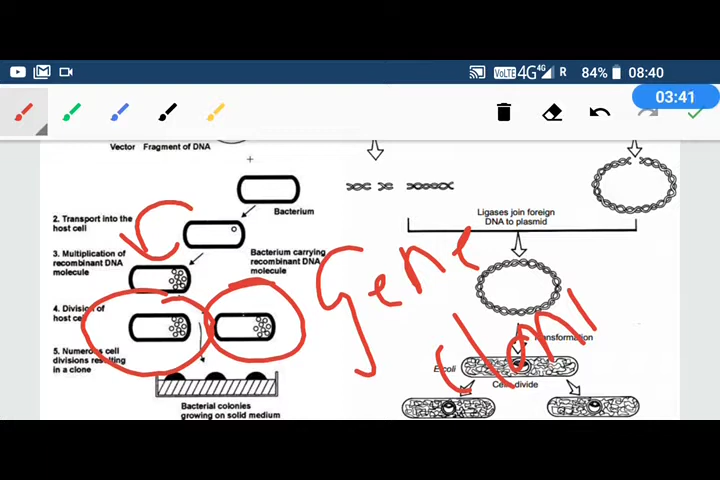 VoLTE 4G 4G R 84% 08:40
03:41
Vector Fragment of DNA
+
Bacterium
2. Transport into the
host cell
3. Multiplication of
recombinant DNA
molecule
Bacterium carrying
recombinant DNA
molecule
4. Division of
host cell
5. Numerous cell
divisions resulting
in a clone
Bacterial colonies
growing on solid medium
Ligases join foreign
DNA to plasmid
Transformation
E.coli
Cells divide
Gene
cloni